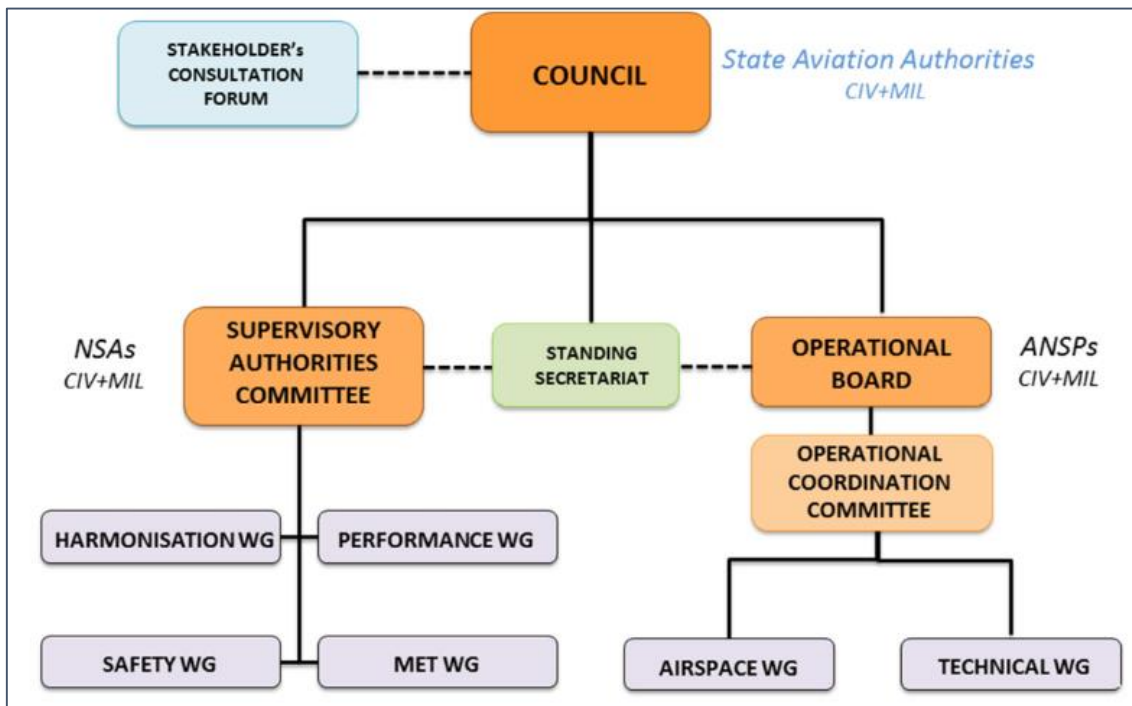 STAKEHOLDER's
CONSULTATION
FORUM
COUNCIL
State Aviation Authorities
CIV+MIL
NSAs
CIV+MIL
SUPERVISORY
AUTHORITIES
COMMITTEE
STANDING
SECRETARIAT
OPERATIONAL
BOARD
ANSPs
CIV+MIL
OPERATIONAL
COORDINATION
COMMITTEE
HARMONISATION WG
PERFORMANCE WG
SAFETY WG
MET WG
AIRSPACE WG
TECHNICAL WG